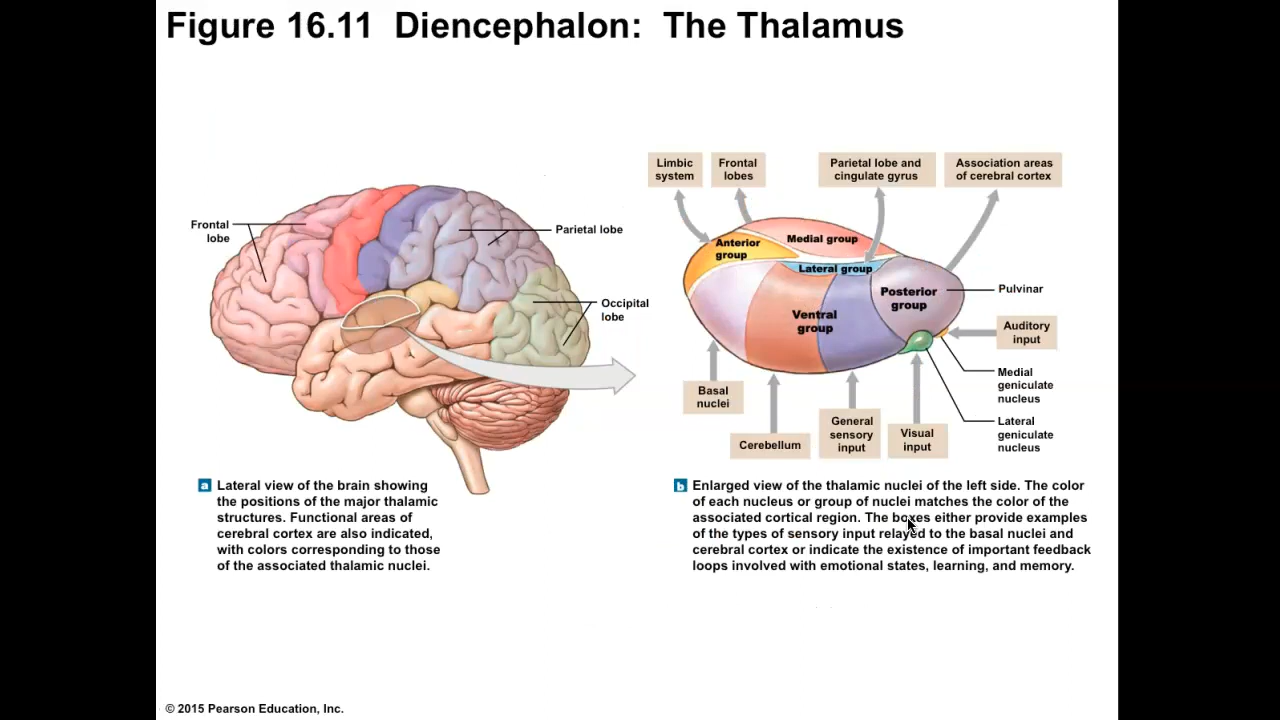 Figure 16.11  Diencephalon:  The Thalamus
Frontal
lobe
Parietal lobe
Occipital
lobe
a Lateral view of the brain showing
the positions of the major thalamic
structures. Functional areas of
cerebral cortex are also indicated,
with colors corresponding to those
of the associated thalamic nuclei.
Limbic
system
Frontal
lobes
Parietal lobe and
cingulate gyrus
Association areas
of cerebral cortex
Anterior
group
Medial group
Lateral group
Ventral
group
Posterior
group
Pulvinar
Auditory
input
Medial
geniculate
nucleus
Lateral
geniculate
nucleus
Basal
nuclei
Cerebellum
General
sensory
input
Visual
input
b Enlarged view of the thalamic nuclei of the left side. The color
of each nucleus or group of nuclei matches the color of the
associated cortical region. The boxes either provide examples
of the types of sensory input relayed to the basal nuclei and
cerebral cortex or indicate the existence of important feedback
loops involved with emotional states, learning, and memory.
© 2015 Pearson Education, Inc.